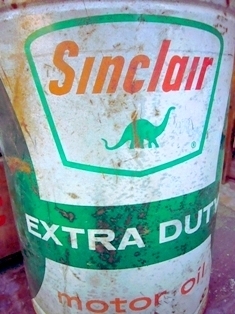 Sinclair
®
EXTRA DUTY
motor oil